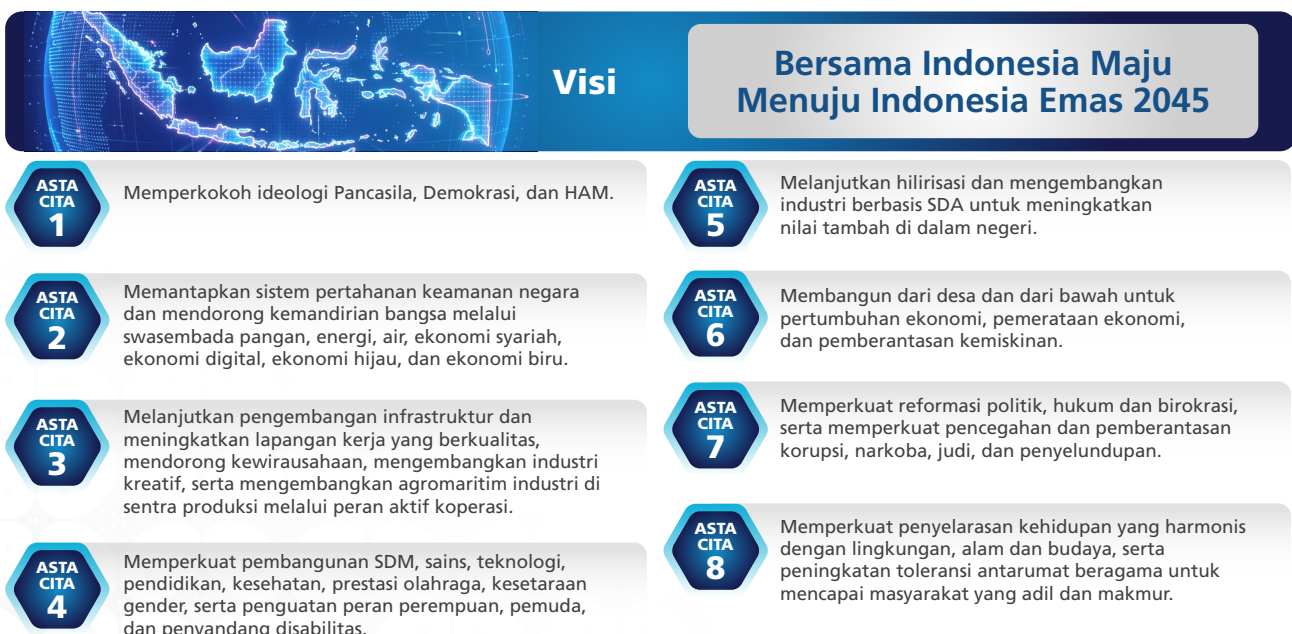 Visi
Bersama Indonesia Maju
Menuju Indonesia Emas 2045
ASTA
CITA
1
Memperkokoh ideologi Pancasila, Demokrasi, dan HAM.
ASTA
CITA
2
Memantapkan sistem pertahanan keamanan negara
dan mendorong kemandirian bangsa melalui
swasembada pangan, energi, air, ekonomi syariah,
ekonomi digital, ekonomi hijau, dan ekonomi biru.
ASTA
CITA
3
Melanjutkan pengembangan infrastruktur dan
meningkatkan lapangan kerja yang berkualitas,
mendorong kewirausahaan, mengembangkan industri
kreatif, serta mengembangkan agromaritim industri di
sentra produksi melalui peran aktif koperasi.
ASTA
CITA
4
Memperkuat pembangunan SDM, sains, teknologi,
pendidikan, kesehatan, prestasi olahraga, kesetaraan
gender, serta penguatan peran perempuan, pemuda,
dan penyandang disabilitas.
ASTA
CITA
5
Melanjutkan hilirisasi dan mengembangkan
industri berbasis SDA untuk meningkatkan
nilai tambah di dalam negeri.
ASTA
CITA
6
Membangun dari desa dan dari bawah untuk
pertumbuhan ekonomi, pemerataan ekonomi,
dan pemberantasan kemiskinan.
ASTA
CITA
7
Memperkuat reformasi politik, hukum dan birokrasi,
serta memperkuat pencegahan dan pemberantasan
korupsi, narkoba, judi, dan penyelundupan.
ASTA
CITA
8
Memperkuat penyelarasan kehidupan yang harmonis
dengan lingkungan, alam dan budaya, serta
peningkatan toleransi antarumat beragama untuk
mencapai masyarakat yang adil dan makmur.